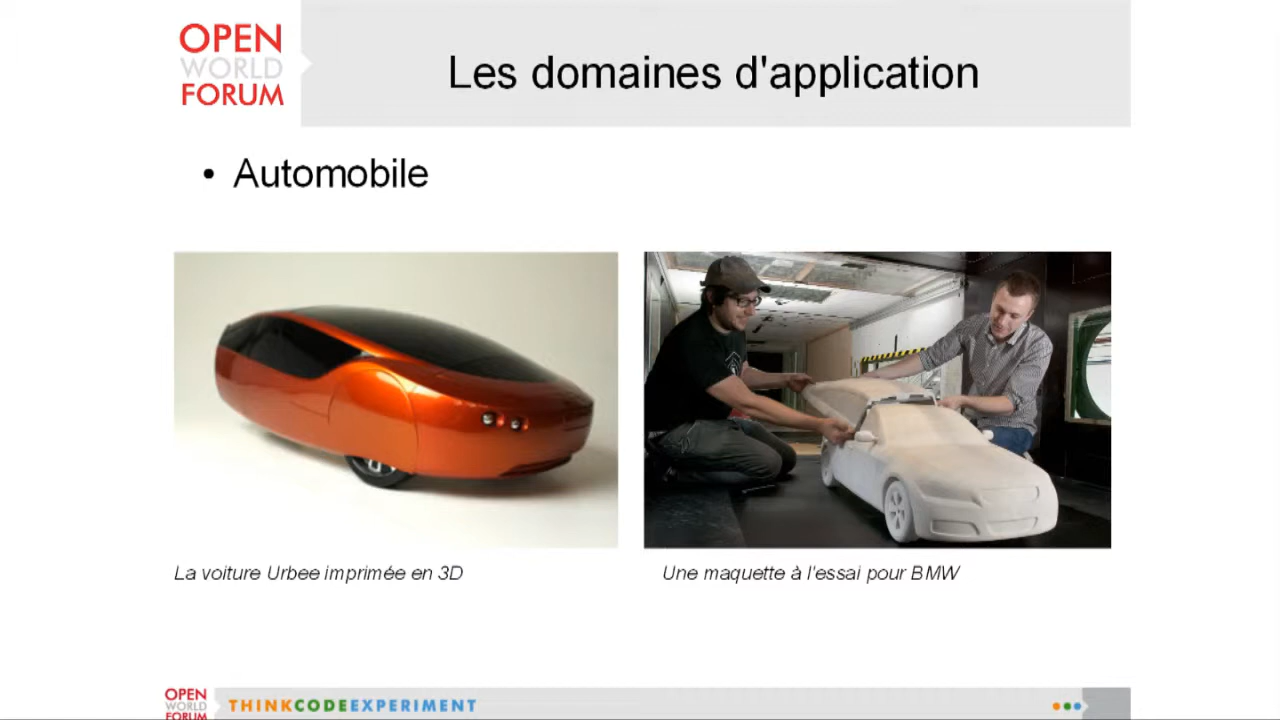 OPEN
WORLD
FORUM
Les domaines d'application
• Automobile
La voiture Urbee imprimée en 3D
Une maquette à l'essai pour BMW
OPEN
WORLD
FORUM
THINKCODEEXPERIMENT